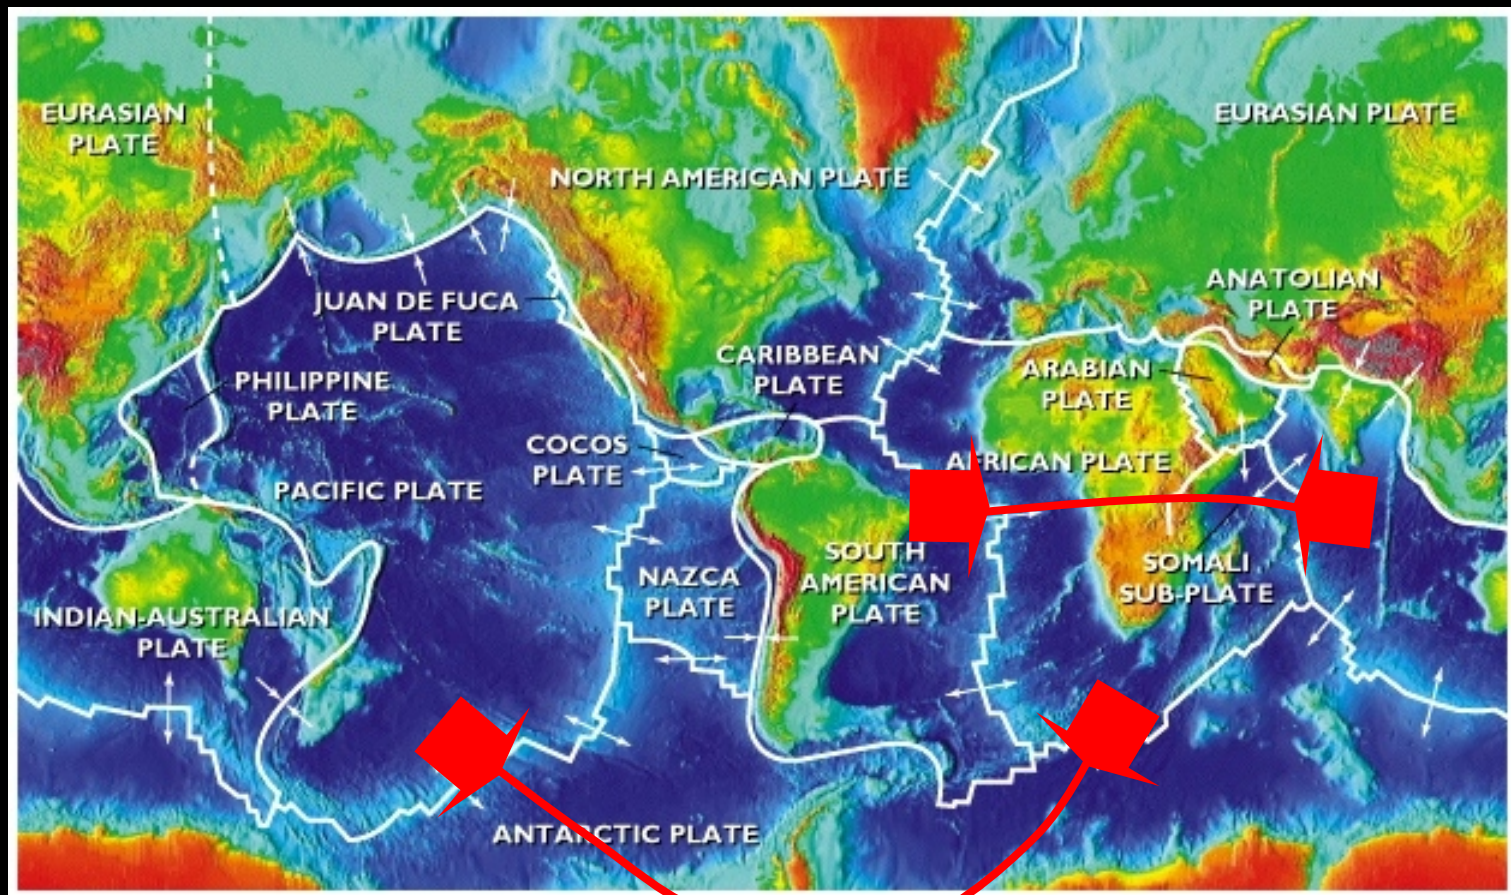 EURASIAN
PLATE
EURASIAN PLATE
NORTH AMERICAN PLATE
ANATOLIAN
PLATE
JUAN DE FUCA
PLATE
CARIBBEAN
PLATE
ARABIAN
PLATE
PHILIPPINE
PLATE
COCOS
PLATE
AFRICAN PLATE
PACIFIC PLATE
SOUTH
AMERICAN
PLATE
NAZCA
PLATE
SOMALI
SUB-PLATE
INDIAN-AUSTRALIAN
PLATE
ANTARCTIC PLATE